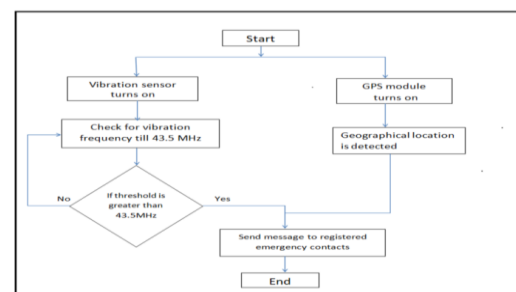 Start
Vibration sensor
turns on
GPS module
turns on
Check for vibration
frequency till 43.5 MHz
Geographical location
is detected
If threshold is
greater than
43.5MHz
No
Yes
Send message to registered
emergency contacts
End